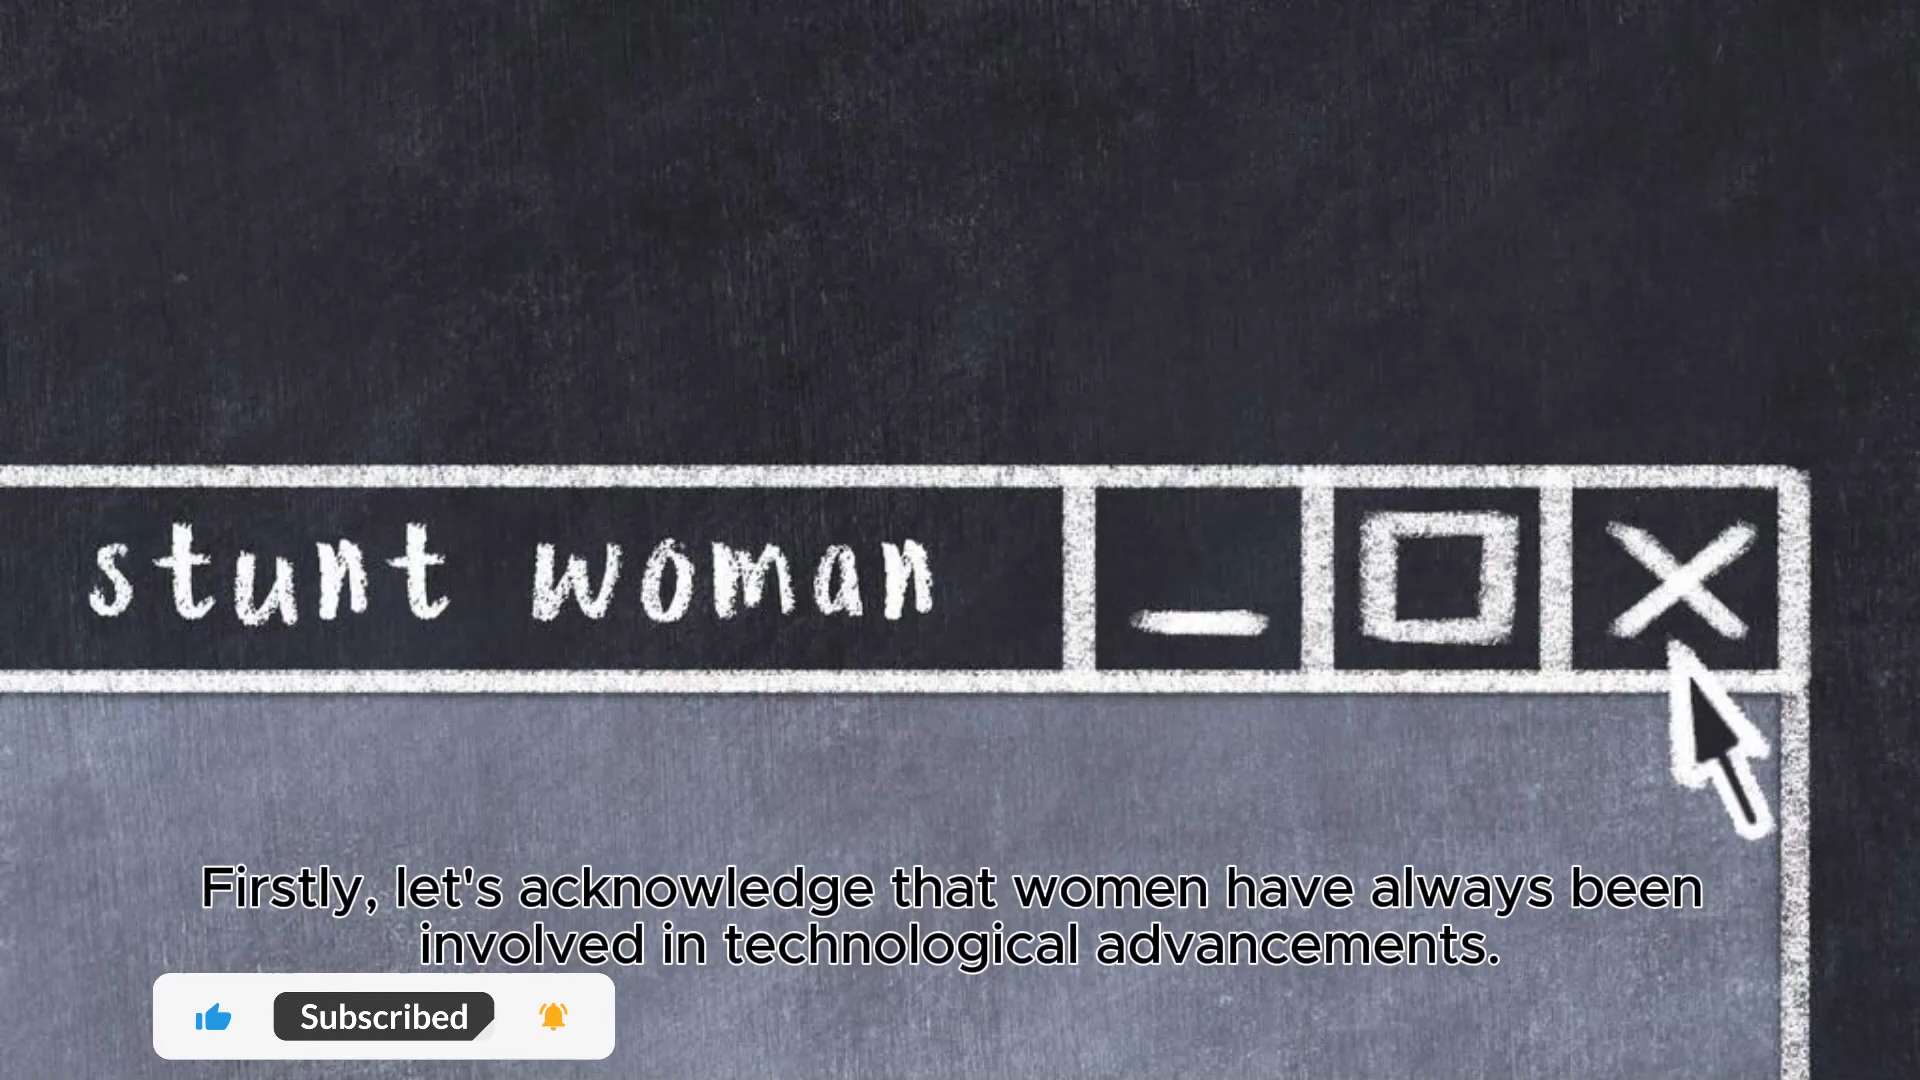 stunt woman
Firstly, let's acknowledge that women have always been
involved in technological advancements.
Subscribed